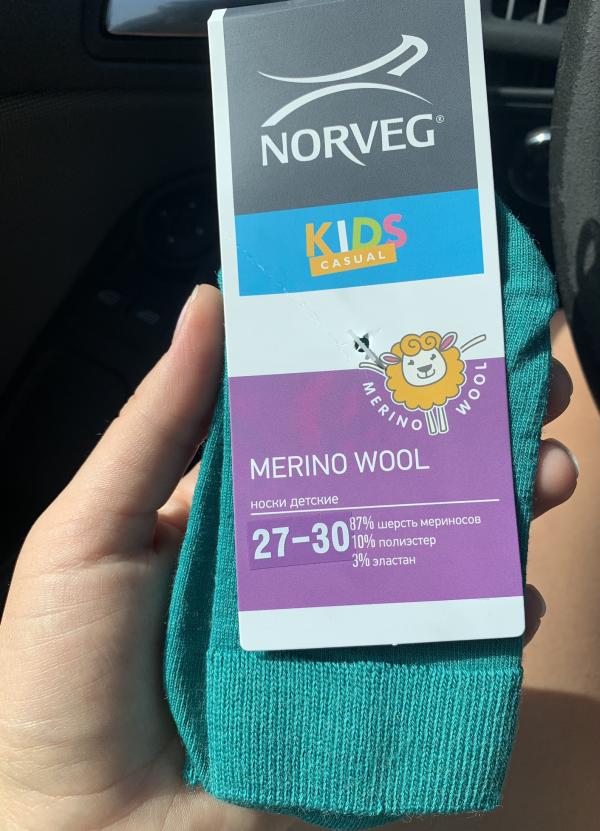 NORVEG®
KIDS
CASUAL
MERINO WOOL
MERINO WOOL
носки детские
27–30
87% шерсть мериносов
10% полиэстер
3% эластан